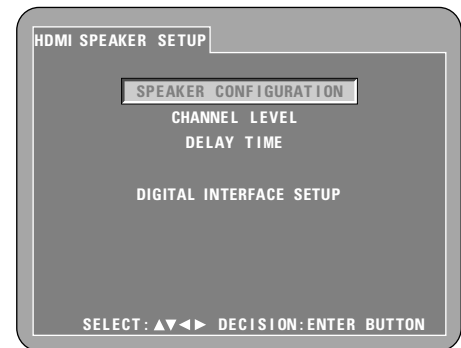 HDMI SPEAKER SETUP
SPEAKER CONFIGURATION
CHANNEL LEVEL
DELAY TIME
DIGITAL INTERFACE SETUP
SELECT:▲▼◄► DECISION:ENTER BUTTON